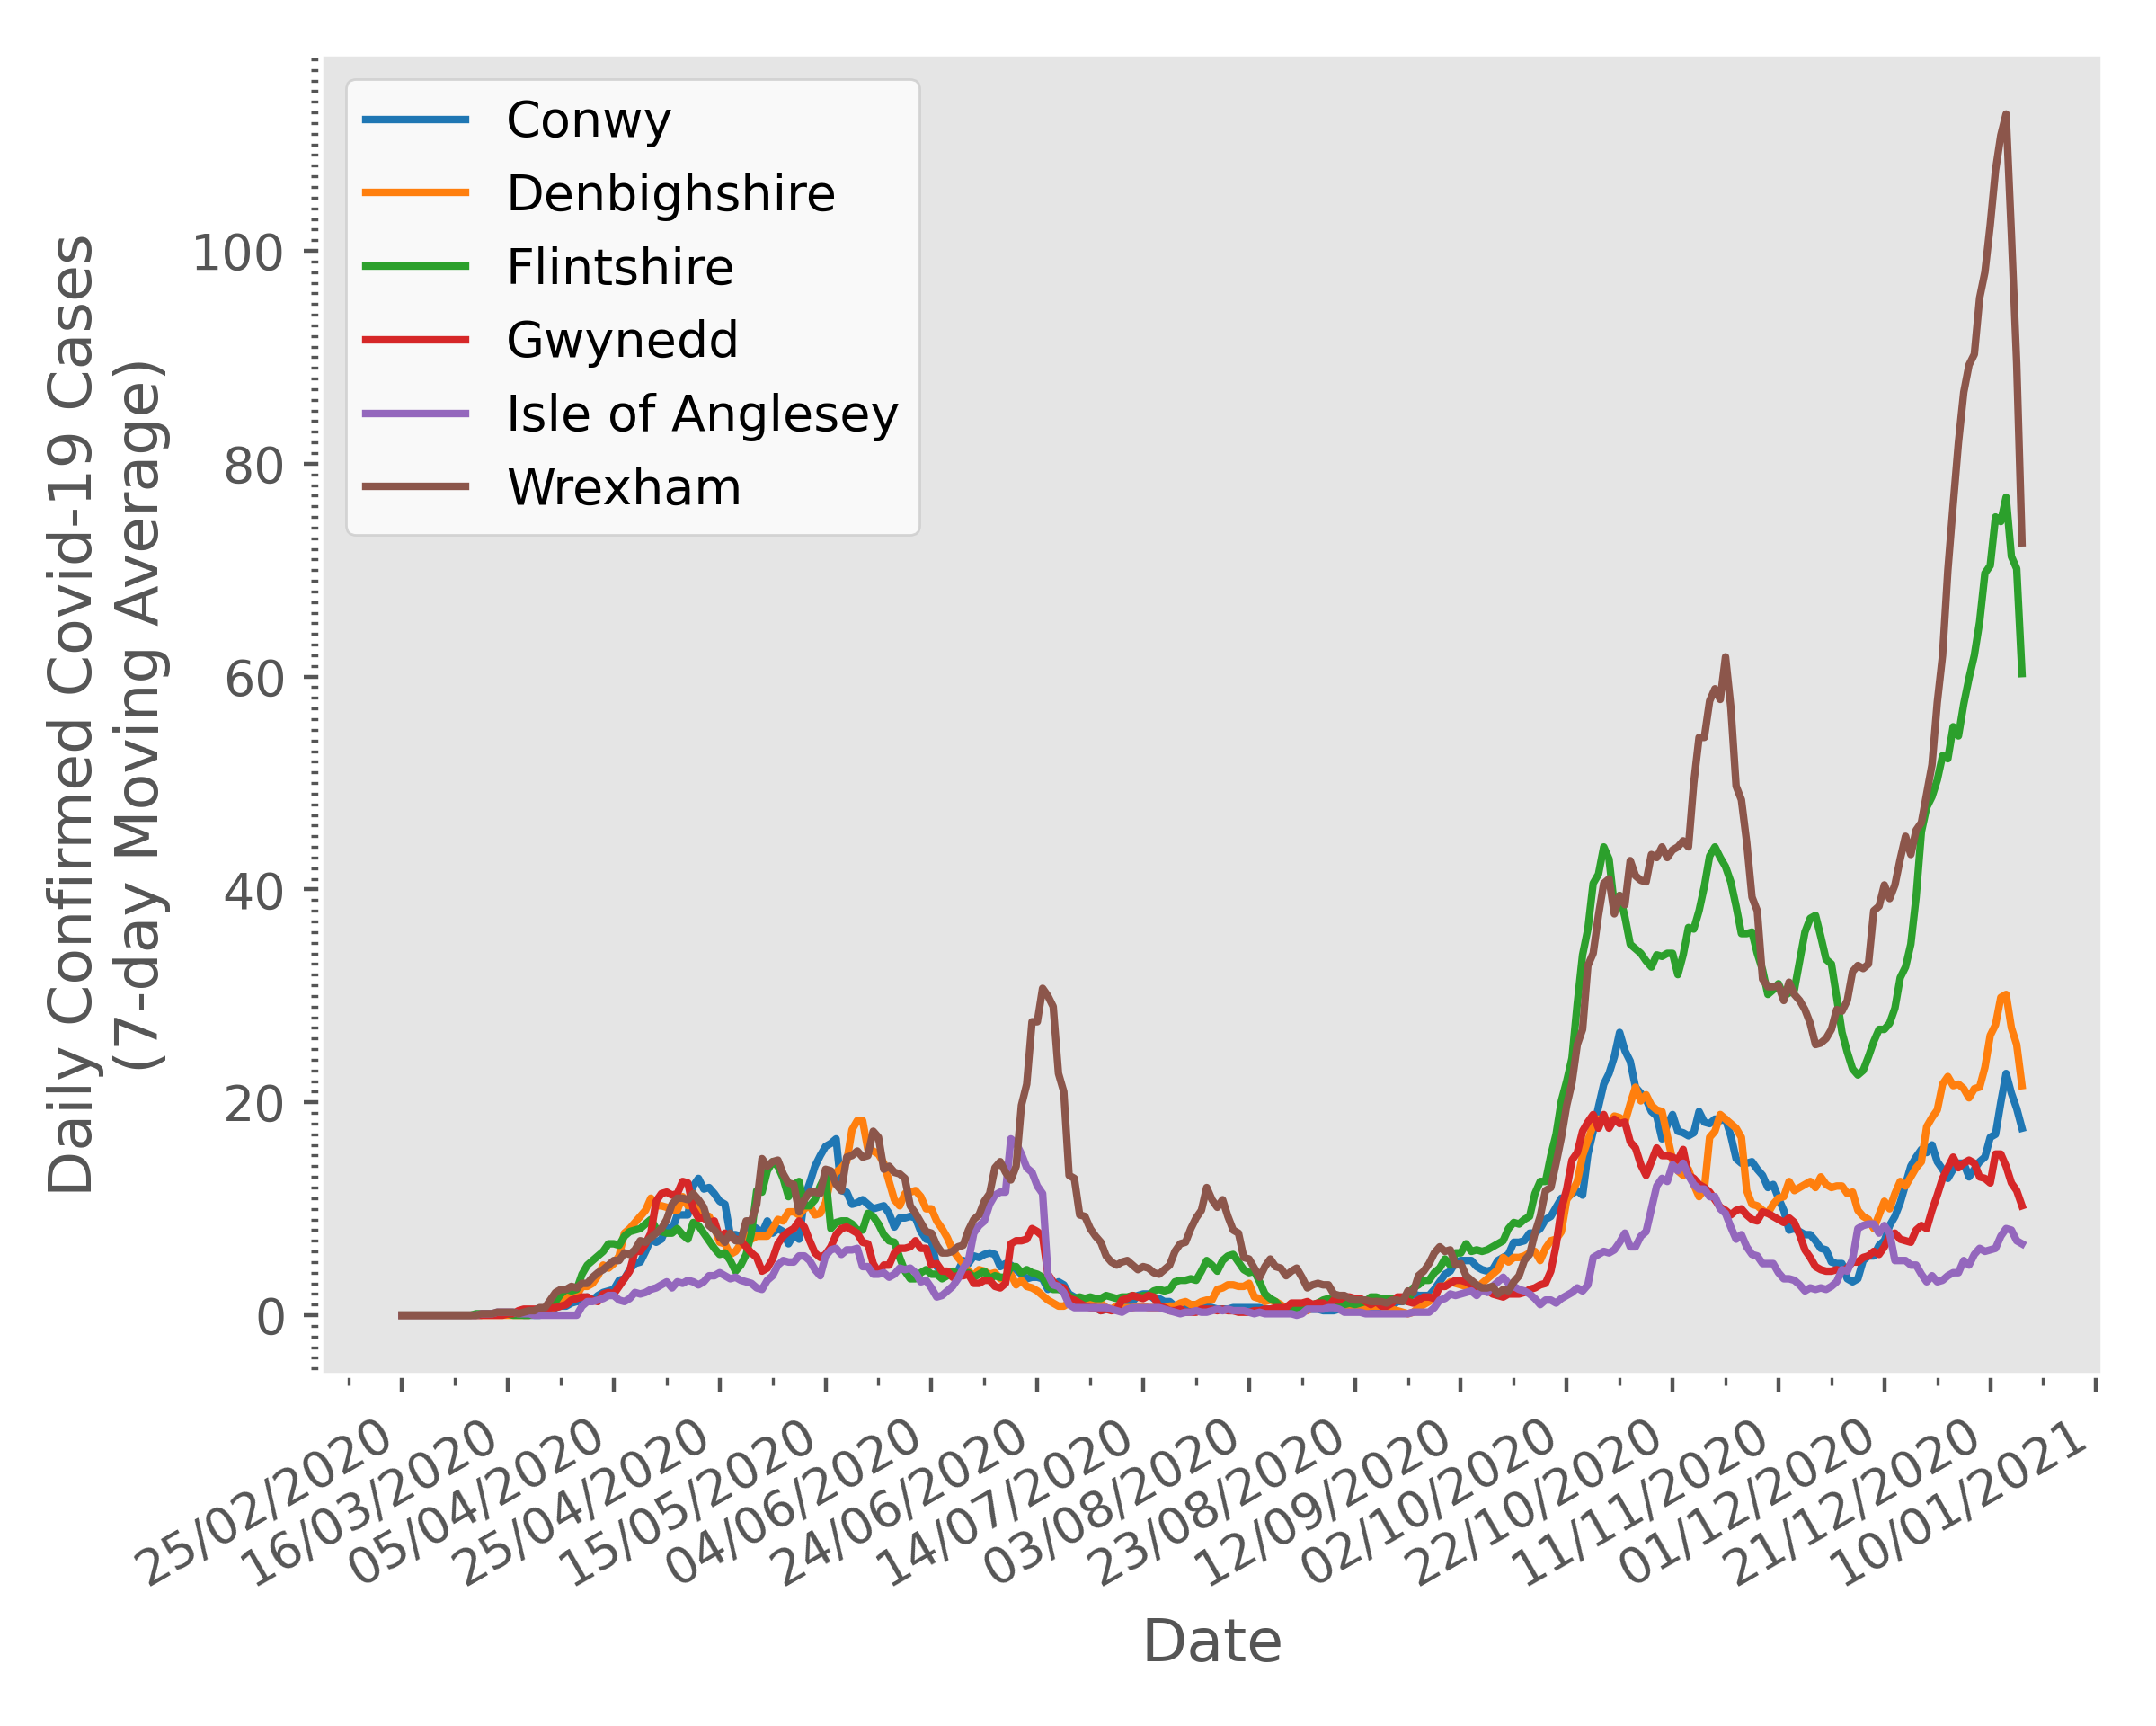 Conwy
Denbighshire
Flintshire
Gwynedd
Isle of Anglesey
Wrexham
Daily Confirmed Covid-19 Cases
(7-day Moving Average)
100
80
60
40
20
0
25/02/2020
16/03/2020
05/04/2020
25/04/2020
15/05/2020
04/06/2020
24/06/2020
14/07/2020
03/08/2020
23/08/2020
12/09/2020
02/10/2020
22/10/2020
11/11/2020
01/12/2020
21/12/2020
10/01/2021
Date